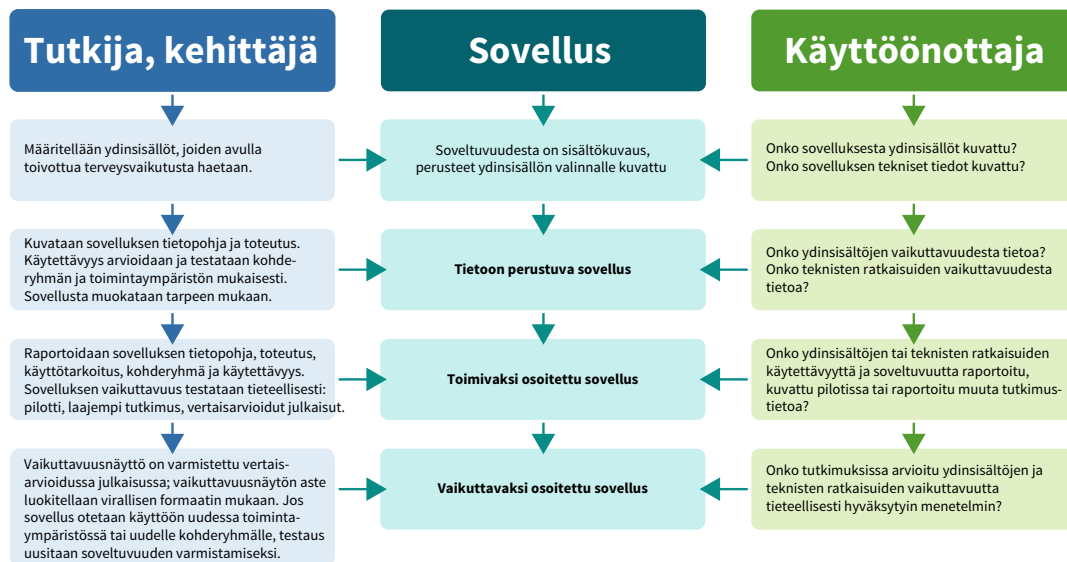 Tutkija, kehittäjä
Sovellus
Käyttöönottaja
Määritellään ydinsisällöt, joiden avulla
toivottua terveysvaikutusta haetaan.
Soveltuvuudesta on sisältökuvaus,
perusteet ydinsisällön valinnalle kuvattu
Onko sovelluksesta ydinsisällöt kuvattu?
Onko sovelluksen tekniset tiedot kuvattu?
Kuvataan sovelluksen tietopohja ja toteutus.
Käytettävyys arvioidaan ja testataan kohde-
ryhmän ja toimintaympäristön mukaisesti.
Sovellusta muokataan tarpeen mukaan.
Tietoon perustuva sovellus
Onko ydinsisältöjen vaikuttavuudesta tietoa?
Onko teknisten ratkaisuiden vaikuttavuudesta
tietoa?
Raportoidaan sovelluksen tietopohja, toteutus,
käyttötarkoitus, kohderyhmä ja käytettävyys.
Sovelluksen vaikuttavuus testataan tieteellisesti:
pilotti, laajempi tutkimus, vertaisarvioidut julkaisut.
Toimivaksi osoitettu sovellus
Onko ydinsisältöjen tai teknisten ratkaisuiden
käytettävyyttä ja soveltuvutta raportoitu,
kuvattu pilotissa tai raportoitu muuta tutkimus-
tietoa?
Vaikuttavuusnäyttö on varmistettu vertais-
arvioidussa julkaisussa; vaikuttavuusnäytön aste
luokitellaan virallisen formaatin mukaan. Jos
sovellus otetaan käyttöön uudessa toiminta-
ympäristössä tai uudelle kohderyhmälle, testaus
uusitaan soveltuvuuden varmistamiseksi.
Vaikuttavaksi osoitettu sovellus
Onko tutkimuksissa arvioitu ydinsisältöjen ja
teknisten ratkaisuiden vaikuttavuutta
tieteellisesti hyväksytyin menetelmin?